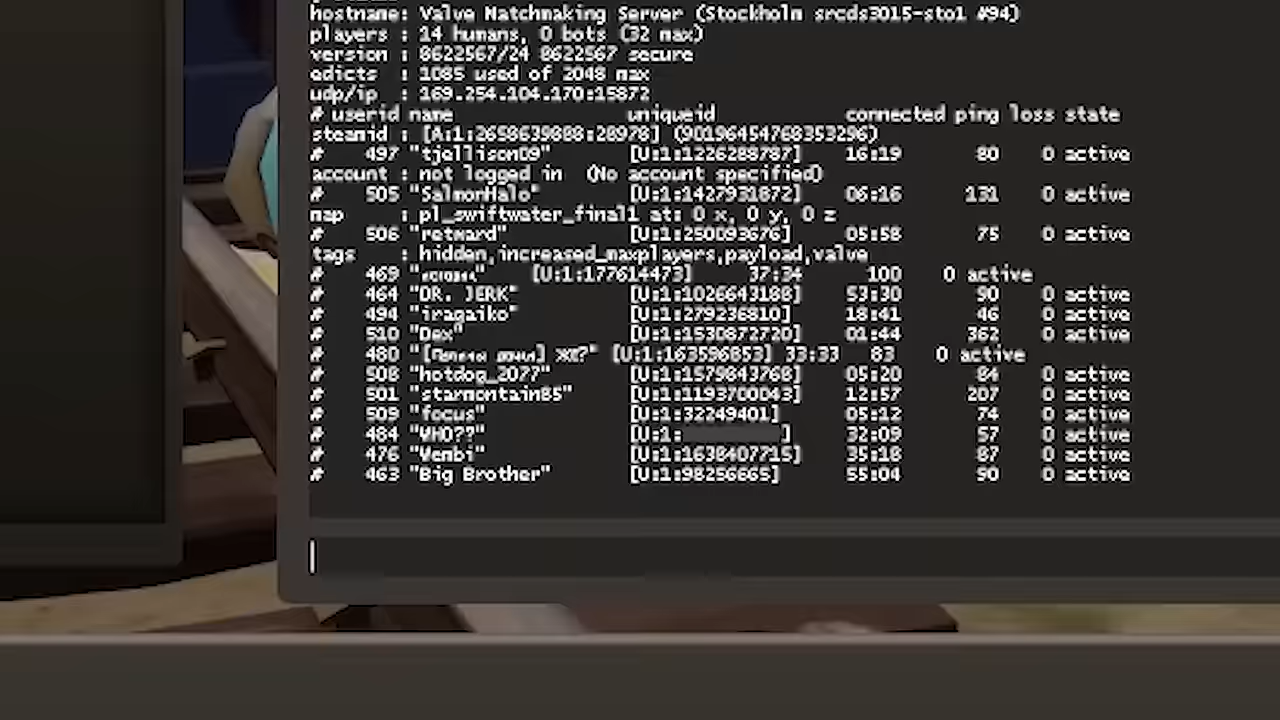 hostname: Valve Matchmaking Server (Stockholm srcds3015-sto1 #94)
players : 14 humans, 0 bots (32 max)
version : 8622567/24 8622567 secure
edicts : 1085 used of 2048 max
udp/ip : 169.254.104.170:15872
# userid name uniqueid connected ping loss state
steamid : [A:1:2658639888:28978] (90196454768353296)
# 497 "tjellison09" [U:1:1226288787] 16:19 80 0 active
account : not logged in (No account specified)
# 505 "SalmonHalo" [U:1:1427931872] 06:16 131 0 active
map : pl_swiftwater_final1 at: 0 x, 0 y, 0 z
# 506 "retward" [U:1:250093676] 05:58 75 0 active
tags : hidden,increased_maxplayers,payload,valve
# 469 [U:1:177614473] 37:34 100 0 active
# 464 "DR. JERK" [U:1:1026643188] 53:30 90 0 active
# 494 "iragaiko" [U:1:279236810] 18:41 46 0 active
# 510 "Dex" [U:1:1530872720] 01:44 362 0 active
# 480 ЖЕ?" [U:1:163596853] 33:33 83 0 active
# 508 "hotdog_2077" [U:1:1579843768] 05:20 84 0 active
# 501 "starmontain85" [U:1:1193700043] 12:57 207 0 active
# 509 "focus" [U:1:32249401] 05:12 74 0 active
# 484 "WHO??" [U:1: ] 32:09 57 0 active
# 476 "Wembi" [U:1:1638407715] 35:18 87 0 active
# 463 "Big Brother" [U:1:98256665] 55:04 90 0 active